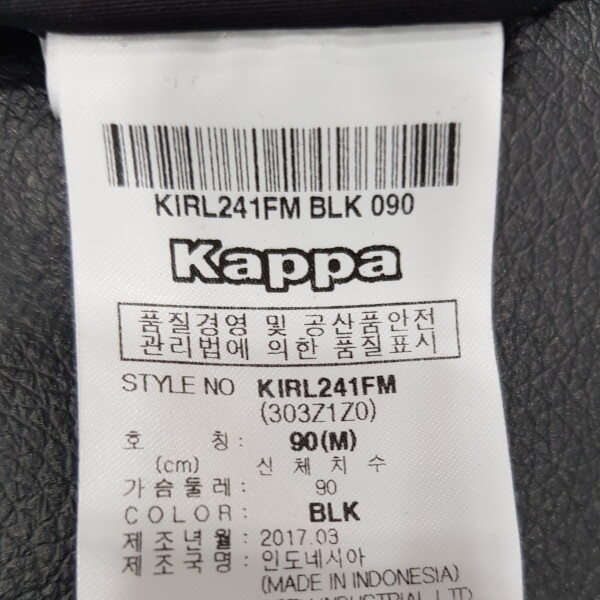 KIRL241FM BLK 090
Kappa
품질경영 및 공산품안전
관리법에 의한 품질표시
STYLE NO KIRL241FM
(303Z1Z0)
호 칭: 90(M)
(cm) 신체치수
가슴둘레: 90
COLOR: BLK
제조년월: 2017.03
제조국명: 인도네시아
(MADE IN INDONESIA)
INDUSTRIAL LTD